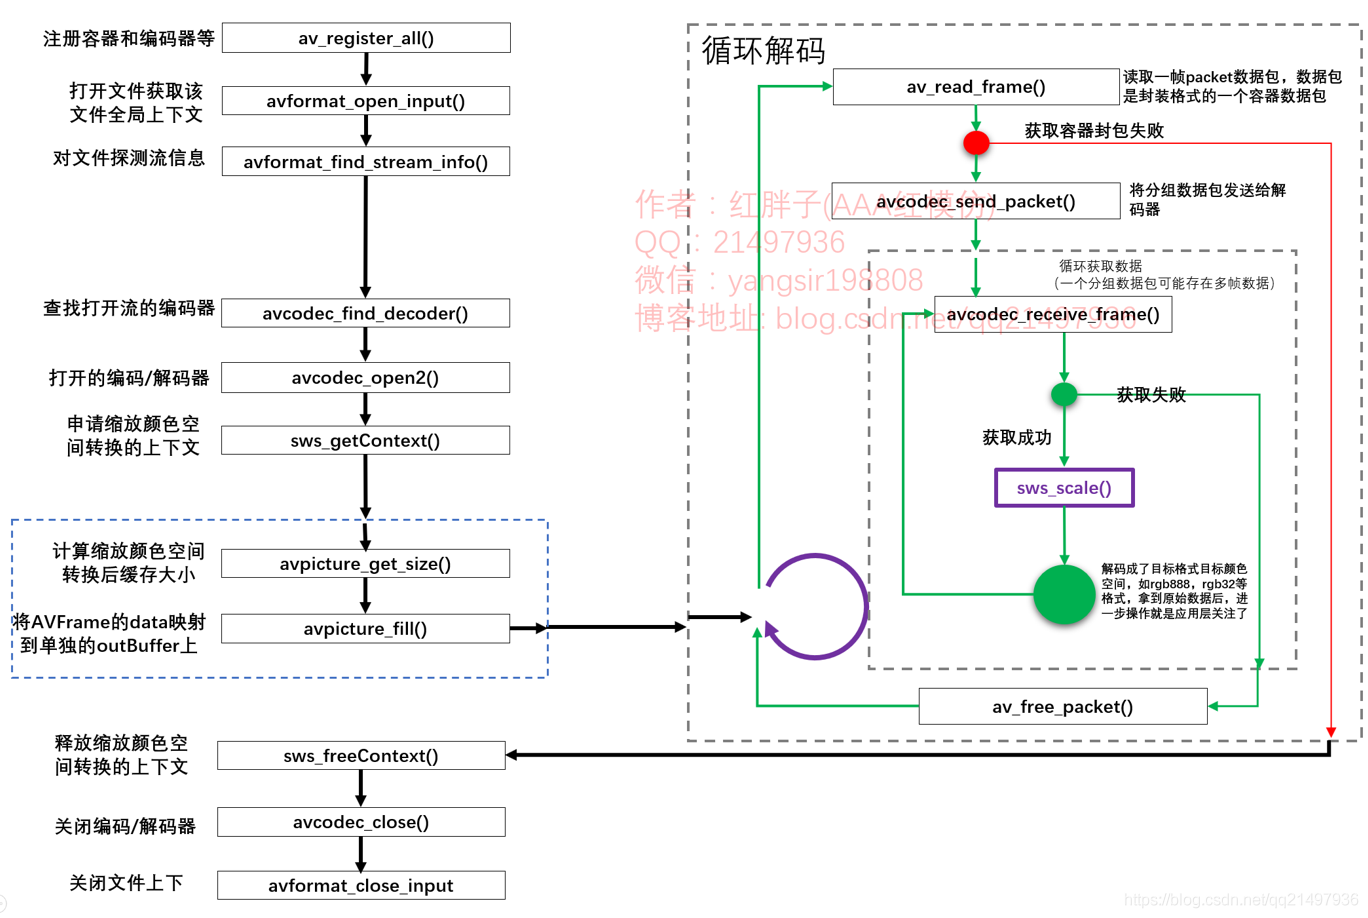 注册容器和编码器等
av_register_all()
打开文件获取该
文件全局上下文
avformat_open_input()
对文件探测流信息
avformat_find_stream_info()
查找打开流的编码器
avcodec_find_decoder()
打开的编码/解码器
avcodec_open2()
申请缩放颜色空
间转换的上下文
sws_getContext()
计算缩放颜色空间
转换后缓存大小
avpicture_get_size()
将AVFrame的data映射
到单独的outBuffer上
avpicture_fill()
释放缩放颜色空
间转换的上下文
sws_freeContext()
关闭编码/解码器
avcodec_close()
关闭文件上下
avformat_close_input
循环解码
av_read_frame()
读取一帧packet数据包，数据包
是封装格式的一个容器数据包
获取容器封包失败
avcodec_send_packet()
将分组数据包发送给解
码器
循环获取数据
（一个分组数据包可能存在多帧数据）
avcodec_receive_frame()
获取失败
获取成功
sws_scale()
解码成了目标格式目标颜色
空间，如rgb888，rgb32等
格式，拿到原始数据后，进
一步操作就是应用层关注了
av_free_packet()
作者：红胖子(AAA红模仿)
QQ：21497936
微信：yangsir198808
博客地址: blog.csdn.net/qq21497936
https://blog.csdn.net/qq21497936